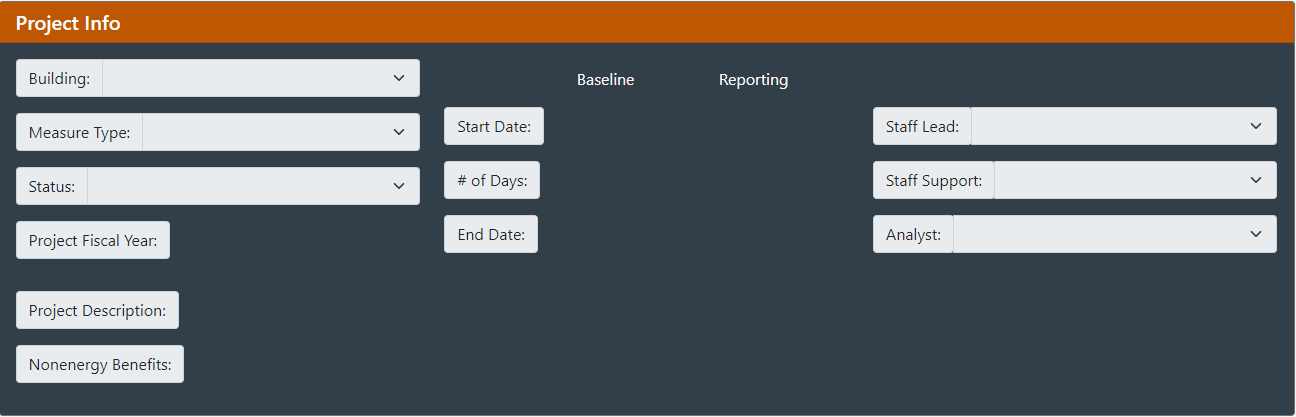 Project Info
Building:
Measure Type:
Status:
Project Fiscal Year:
Baseline Reporting
Start Date:
# of Days:
End Date:
Staff Lead:
Staff Support:
Analyst:
Project Description:
Nonenergy Benefits: